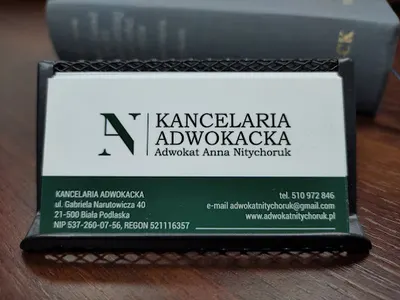 AN
KANCELARIA
ADWOKACKA
Adwokat Anna Nitychoruk
KANCELARIA ADWOKACKA
ul. Gabriela Narutowicza 40
21-500 Biała Podlaska
NIP 537-260-07-56, REGON 521116357
tel. 510 972 846
e-mail adwokatnitychoruk@gmail.com
www.adwokatnitychoruk.pl